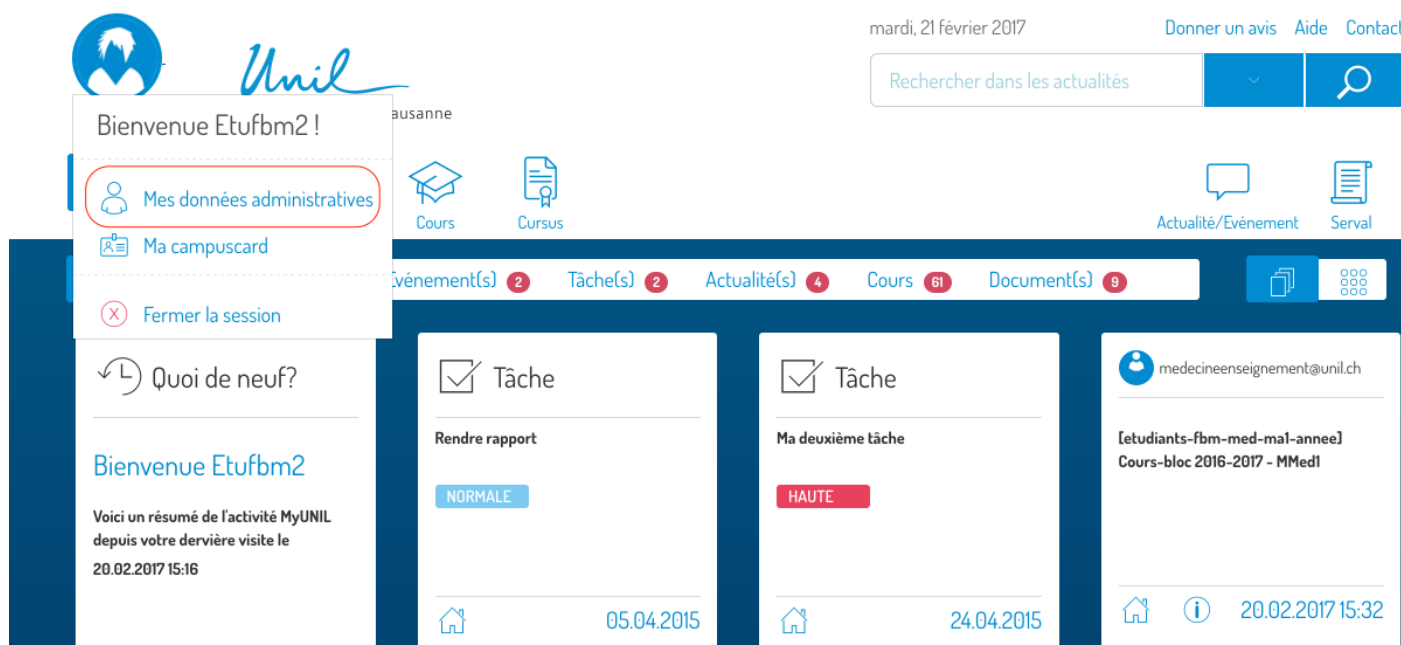 mardi, 21 février 2017
Donner un avis Aide Contact
Unil
Rechercher dans les actualités
ausanne
Bienvenue Etufbm2 !
Mes données administratives
Ma campuscard
Fermer la session
Cours
Cursus
Actualité/Evénement
Serval
Evénement(s) 2
Tâche(s) 2
Actualité(s) 4
Cours 61
Document(s) 9
Quoi de neuf?
Bienvenue Etufbm2
Voici un résumé de l'activité MyUNIL
depuis votre dervière visite le
20.02.2017 15:16
Tâche
Rendre rapport
NORMALE
05.04.2015
Tâche
Ma deuxième tâche
HAUTE
24.04.2015
medecineenseignement@unil.ch
[etudiants-fbm-med-ma1-annee]
Cours-bloc 2016-2017 - MMed1
20.02.2017 15:32